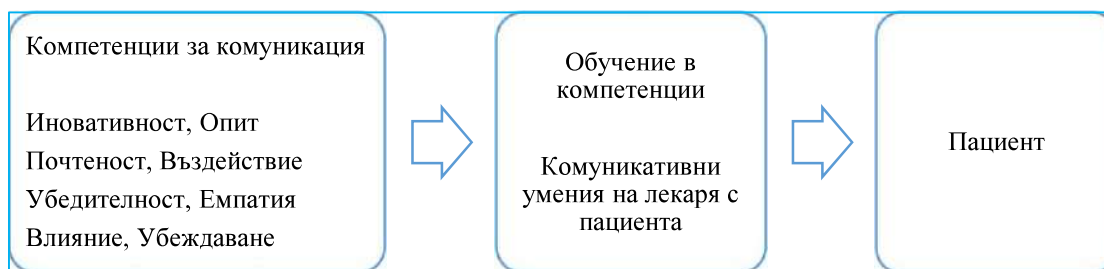 Компетенции за комуникация
Иновативност, Опит
Почтеност, Въздействие
Убедителност, Емпатия
Влияние, Убеждаване
Обучение в
компетенции
Комуникативни
умения на лекаря с
пациента
Пациент